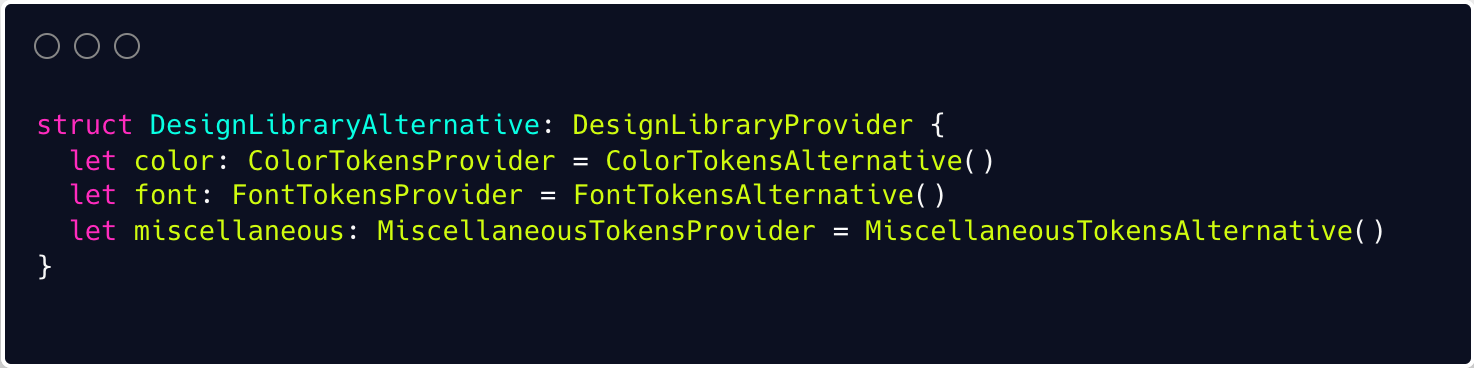 struct DesignLibraryAlternative: DesignLibraryProvider {
  let color: ColorTokensProvider = ColorTokensAlternative()
  let font: FontTokensProvider = FontTokensAlternative()
  let miscellaneous: MiscellaneousTokensProvider = MiscellaneousTokensAlternative()
}